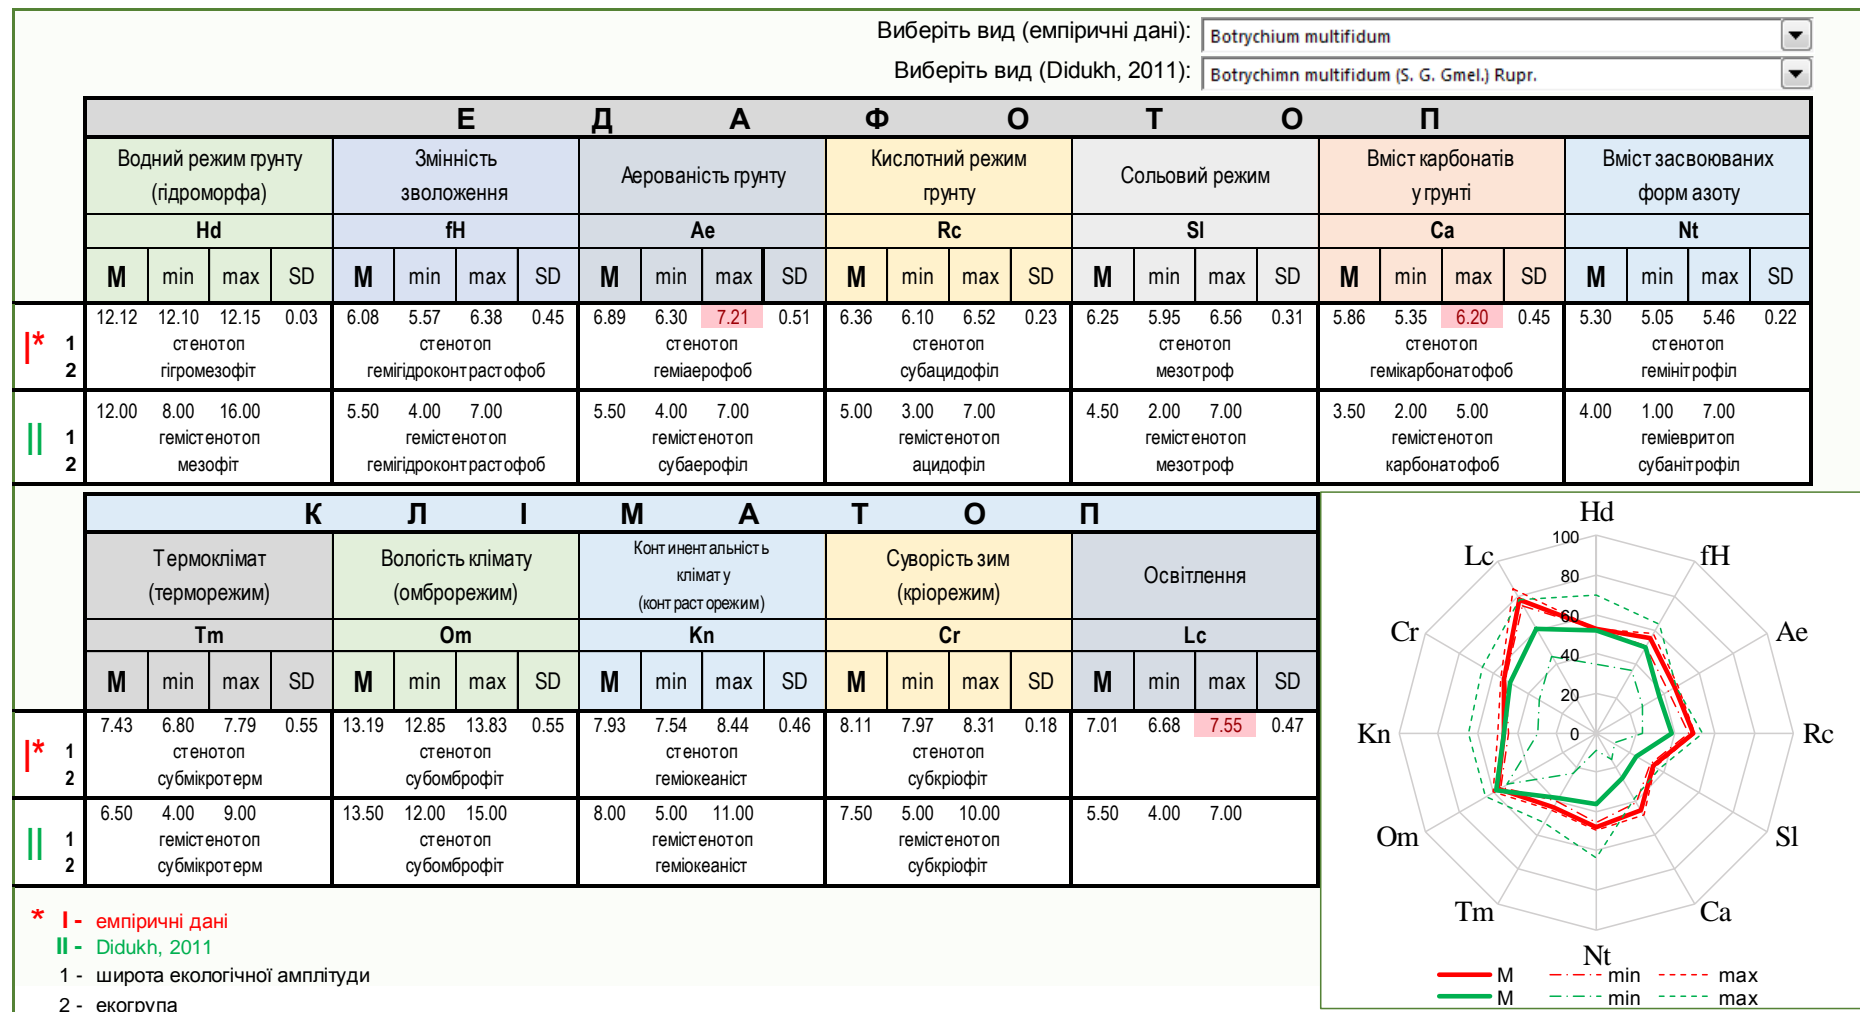 Виберіть вид (емпіричні дані): Botrychium multifidum
Виберіть вид (Didukh, 2011): Botrychimn multifidum (S. G. Gmel.) Rupr.
Е Д А Ф О Т О П
Водний режим грунту (гідроморфа) Змінність зволоження Аерованість грунту Кислотний режим грунту Сольовий режим Вміст карбонатів у грунті Вміст засвоюваних форм азоту
Hd fH Ae Rc Sl Ca Nt
M min max SD M min max SD M min max SD M min max SD M min max SD M min max SD M min max SD
12.12 12.10 12.15 0.03 6.08 5.57 6.38 0.45 6.89 6.30 7.21 0.51 6.36 6.10 6.52 0.23 6.25 5.95 6.56 0.31 5.86 5.35 6.20 0.45 5.30 5.05 5.46 0.22
I* 1 стенотоп стенотоп стенотоп стенотоп стенотоп стенотоп стенотоп
2 гігромезофіт гемігідроконтрастофоб геміаерофоб субацидофіл мезотроф гемікарбонатофоб гемінітрофіл
12.00 8.00 16.00 5.50 4.00 7.00 5.50 4.00 7.00 5.00 3.00 7.00 4.50 2.00 7.00 3.50 2.00 5.00 4.00 1.00 7.00
II 1 гемістенотоп гемістенотоп гемістенотоп гемістенотоп гемістенотоп гемістенотоп геміевритоп
2 мезофіт гемігідроконтрастофоб субаерофіл ацидофіл мезотроф карбонатофоб субанітрофіл
К Л І М А Т О П
Термоклімат (терморежим) Вологість клімату (омброрежим) Континентальність клімату (контрасторежим) Суворість зим (кріорежим) Освітлення
Tm Om Kn Cr Lc
M min max SD M min max SD M min max SD M min max SD M min max SD
7.43 6.80 7.79 0.55 13.19 12.85 13.83 0.55 7.93 7.54 8.44 0.46 8.11 7.97 8.31 0.18 7.01 6.68 7.55 0.47
I* 1 стенотоп стенотоп стенотоп стенотоп
2 субмікротерм субомброфіт геміокеаніст субкріофіт
6.50 4.00 9.00 13.50 12.00 15.00 8.00 5.00 11.00 7.50 5.00 10.00 5.50 4.00 7.00
II 1 гемістенотоп стенотоп гемістенотоп гемістенотоп
2 субмікротерм субомброфіт геміокеаніст субкріофіт
* I - емпіричні дані
II - Didukh, 2011
1 - широта екологічної амплітуди
2 - екогрупа
Hd
fH
Ae
Rc
Sl
Ca
Nt
Tm
Om
Kn
Cr
Lc
100
80
60
40
20
0
M min max
M min max